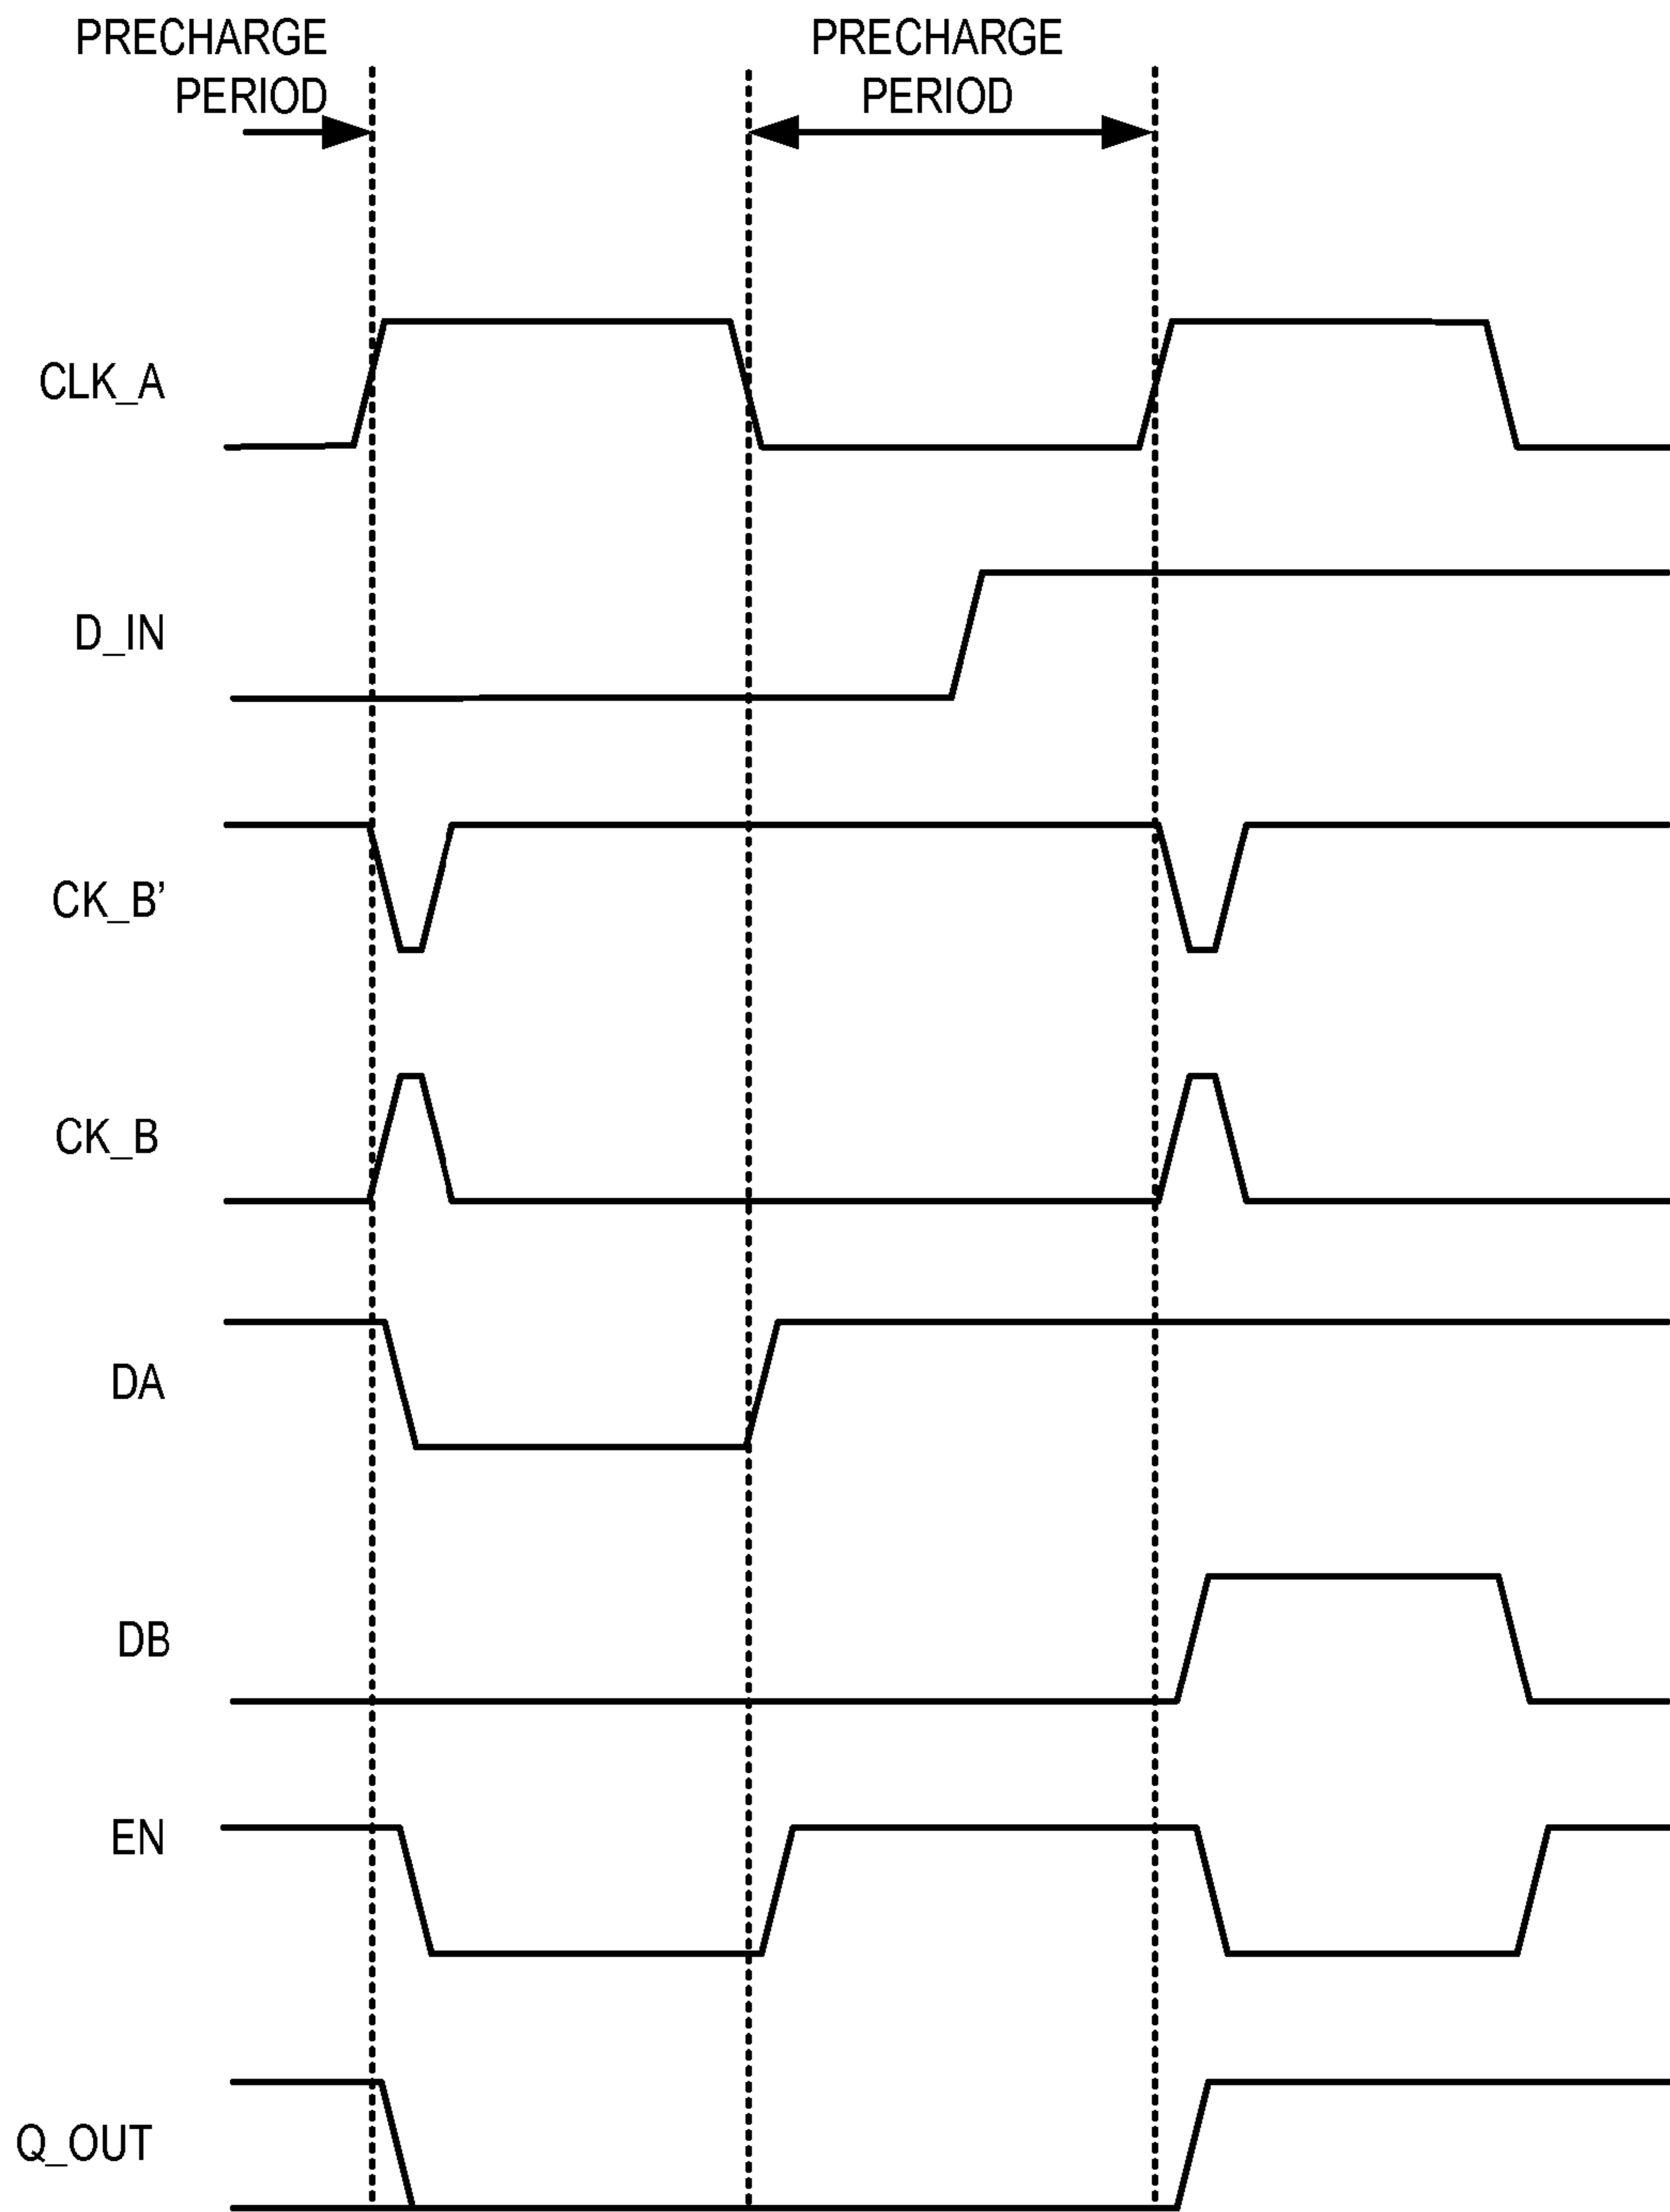 PRECHARGE
PERIOD
PRECHARGE
PERIOD
CLK_A
D_IN
CK_B’
CK_B
DA
DB
EN
Q_OUT